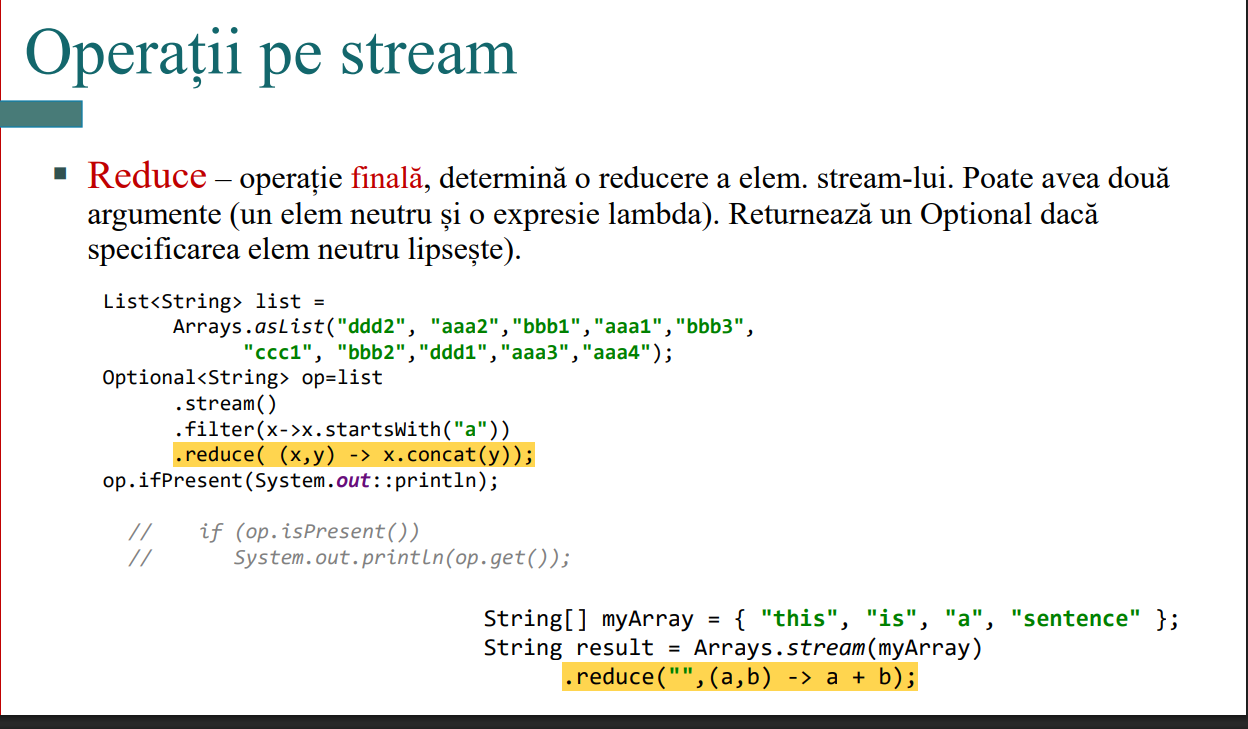 Operații pe stream
Reduce – operație finală, determină o reducere a elem. stream-lui. Poate avea două
argumente (un elem neutru și o expresie lambda). Returnează un Optional dacă
specificarea elem neutru lipsește).
List<String> list =
Arrays.asList("ddd2", "aaa2","bbb1","aaa1","bbb3",
"ccc1", "bbb2","ddd1","aaa3","aaa4");
Optional<String> op=list
.stream()
.filter(x->x.startsWith("a"))
.reduce( (x,y) -> x.concat(y));
op.ifPresent(System.out::println);
// if (op.isPresent())
// System.out.println(op.get());
String[] myArray = { "this", "is", "a", "sentence" };
String result = Arrays.stream(myArray)
.reduce("",(a,b) -> a + b);